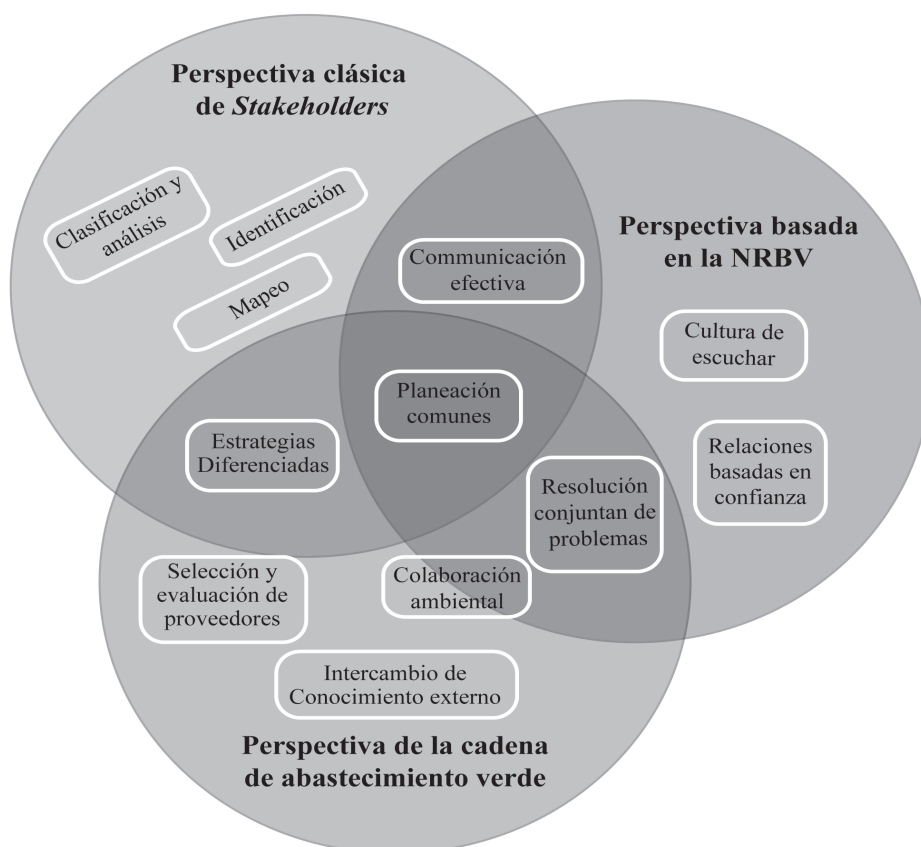 Perspectiva clásica
de Stakeholders
Clasificación y
análisis
Identificación
Mapeo
Communicación
efectiva
Perspectiva basada
en la NRBV
Cultura de
escuchar
Relaciones
basadas en
confianza
Planeación
comunes
Estrategias
Diferenciadas
Resolución
conjuntan de
problemas
Selección y
evaluación de
proveedores
Colaboración
ambiental
Intercambio de
Conocimiento externo
Perspectiva de la cadena
de abastecimiento verde